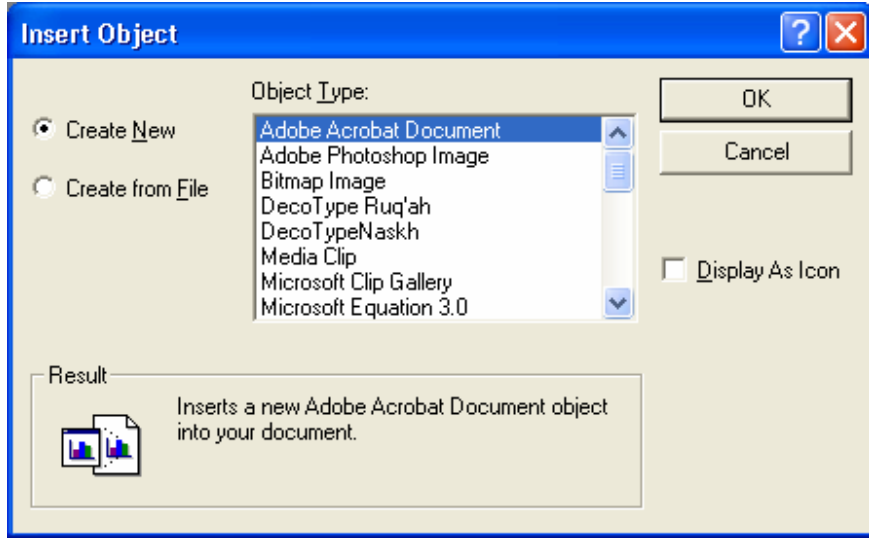 Insert Object
Object Type:
Create New
Create from File
Adobe Acrobat Document
Adobe Photoshop Image
Bitmap Image
DecoType Ruq'ah
DecoTypeNaskh
Media Clip
Microsoft Clip Gallery
Microsoft Equation 3.0
OK
Cancel
Display As Icon
Result
Inserts a new Adobe Acrobat Document object
into your document.